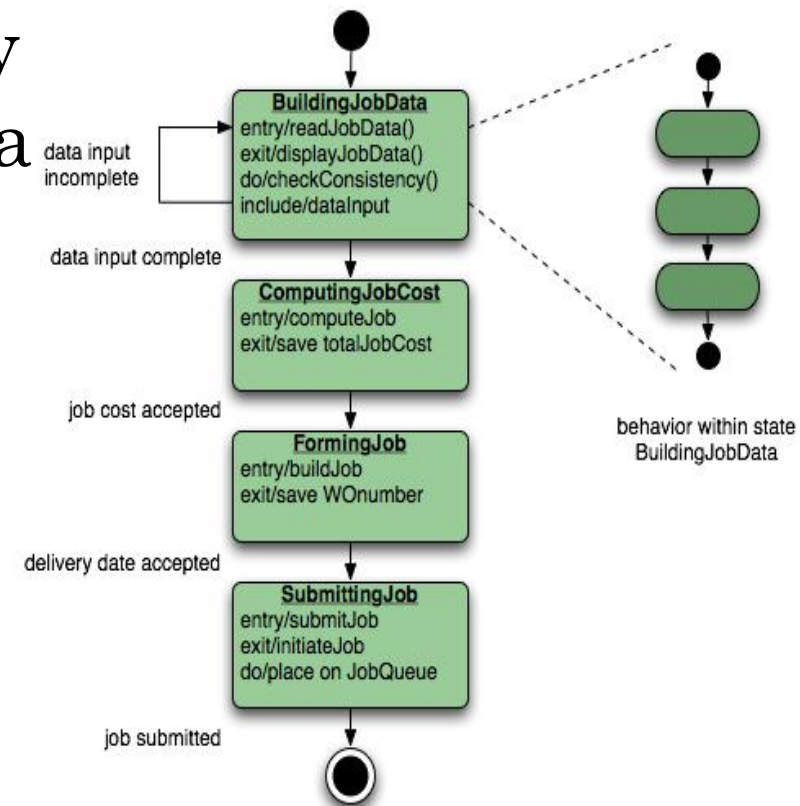 y
a
BuildingJobData
entry/readJobData()
exit/displayJobData()
do/checkConsistency()
include/dataInput
data input
incomplete
data input complete
ComputingJobCost
entry/computeJob
exit/save totalJobCost
job cost accepted
FormingJob
entry/buildJob
exit/save WOnumber
delivery date accepted
SubmittingJob
entry/submitJob
exit/initiateJob
do/place on JobQueue
job submitted
behavior within state
BuildingJobData